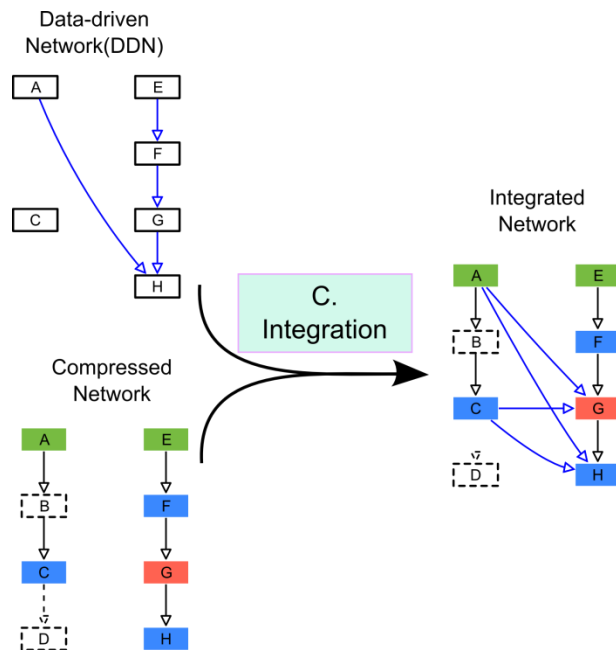 Data-driven
Network(DDN)
A
E
F
C
G
H
C.
Integration
Integrated
Network
A
E
B
F
C
G
D
H
Compressed
Network
A
E
B
F
C
G
D
H